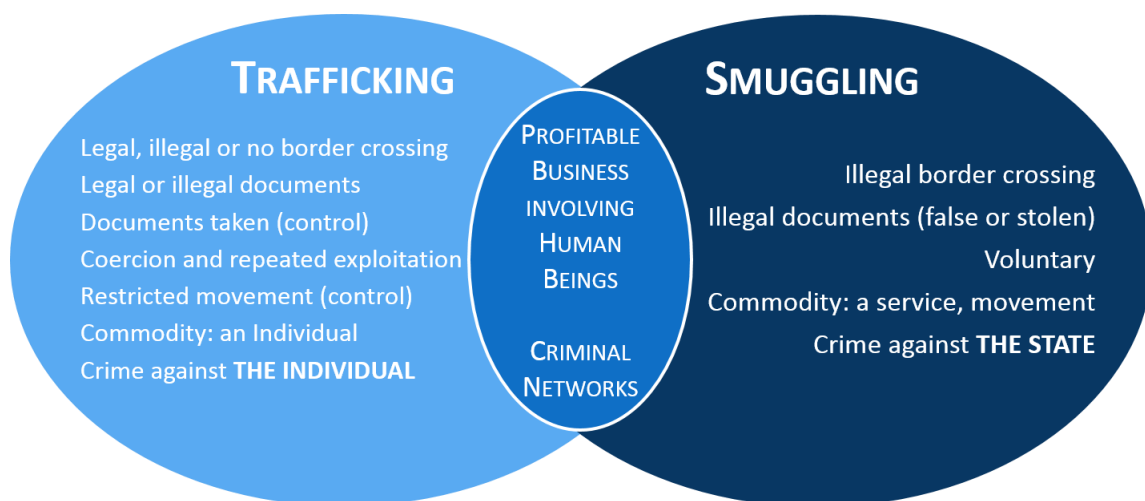 TRAFFICKING
Legal, illegal or no border crossing
Legal or illegal documents
Documents taken (control)
Coercion and repeated exploitation
Restricted movement (control)
Commodity: an Individual
Crime against THE INDIVIDUAL
PROFITABLE
BUSINESS
INVOLVING
HUMAN
BEINGS
CRIMINAL
NETWORKS
SMUGGLING
Illegal border crossing
Illegal documents (false or stolen)
Voluntary
Commodity: a service, movement
Crime against THE STATE